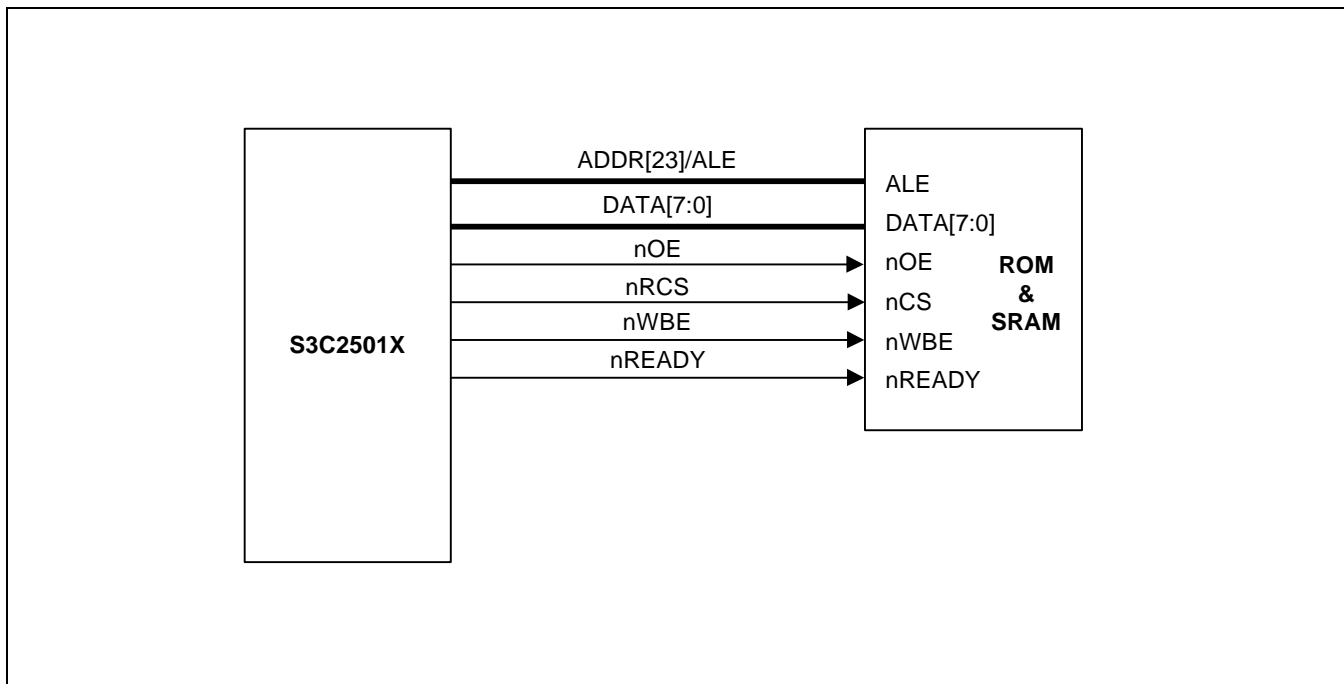 S3C2501X
ADDR[23]/ALE
DATA[7:0]
nOE
nRCS
nWBE
nREADY
ALE
DATA[7:0]
nOE
nCS
nWBE
nREADY
ROM
&
SRAM